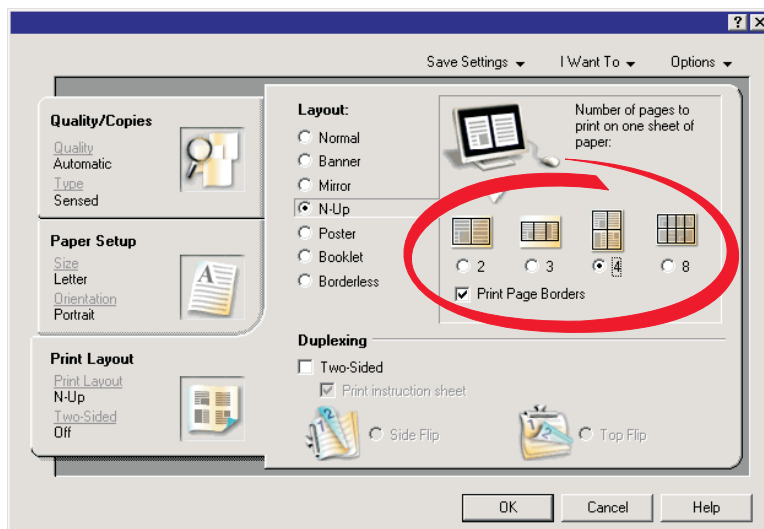 Save Settings
I Want To
Options
Quality/Copies
Quality
Automatic
Type
Sensed
Paper Setup
Size
Letter
Orientation
Portrait
Print Layout
Print Layout
N-Up
Two-Sided
Off
Layout:
Normal
Banner
Mirror
N-Up
Poster
Booklet
Borderless
Number of pages to
print on one sheet of
paper:
2
3
4
8
Print Page Borders
Duplexing
Two-Sided
Print instruction sheet
Side Flip
Top Flip
OK
Cancel
Help